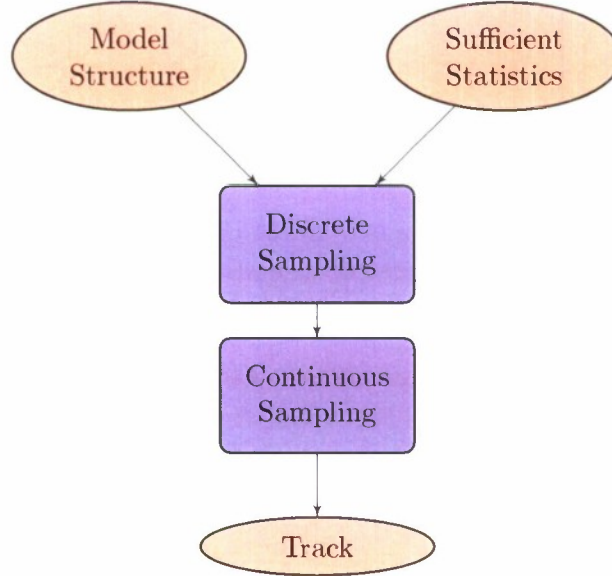 Model
Structure
Sufficient
Statistics
Discrete
Sampling
Continuous
Sampling
Track